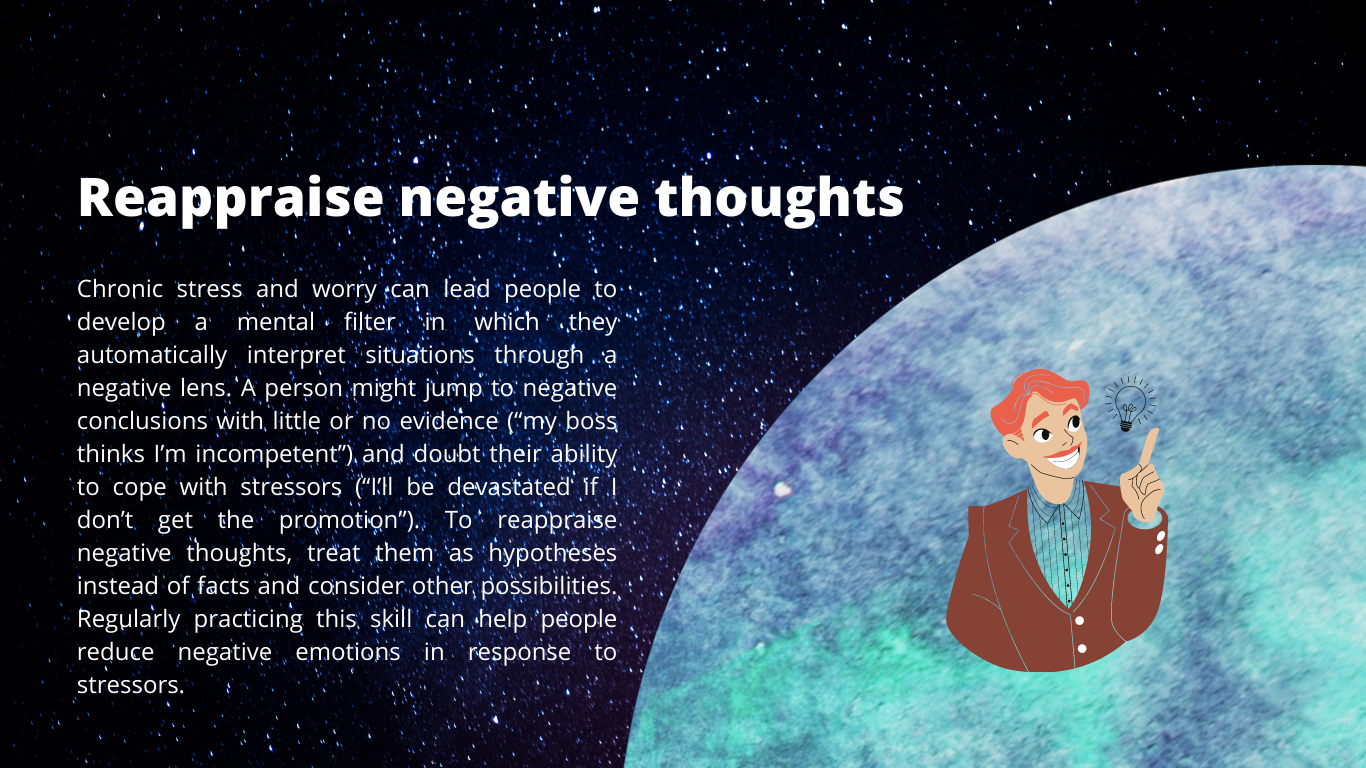 Reappraise negative thoughts
Chronic stress and worry can lead people to
develop a mental filter in which they
automatically interpret situations through a
negative lens. A person might jump to negative
conclusions with little or no evidence (“my boss
thinks I’m incompetent”) and doubt their ability
to cope with stressors (“I’ll be devastated if I
don’t get the promotion”). To reappraise
negative thoughts, treat them as hypotheses
instead of facts and consider other possibilities.
Regularly practicing this skill can help people
reduce negative emotions in response to
stressors.